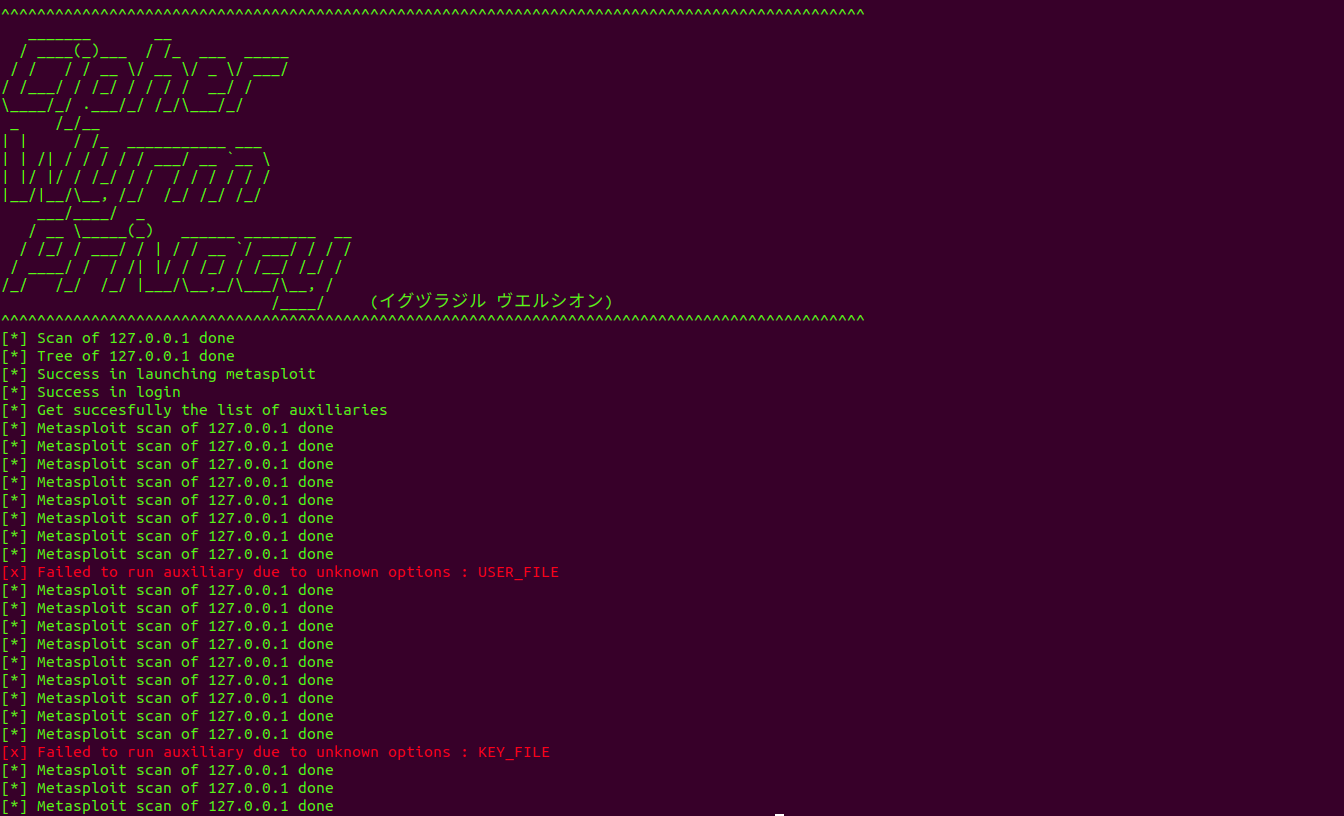 ^^^^^^^^^^^^^^^^^^^^^^^^^^^^^^^^^^^^^^^^^^^^^^^^^^^^^^^^^^^^^^^^^^^^^^^^^^^^^^^^^^^^^^^^^^^^^^^^
Cipher
Wyrm
Privacy
(イグヅラジル ヴエルシオン)
^^^^^^^^^^^^^^^^^^^^^^^^^^^^^^^^^^^^^^^^^^^^^^^^^^^^^^^^^^^^^^^^^^^^^^^^^^^^^^^^^^^^^^^^^^^^^^^^
[*] Scan of 127.0.0.1 done
[*] Tree of 127.0.0.1 done
[*] Success in launching metasploit
[*] Success in login
[*] Get succesfully the list of auxiliaries
[*] Metasploit scan of 127.0.0.1 done
[*] Metasploit scan of 127.0.0.1 done
[*] Metasploit scan of 127.0.0.1 done
[*] Metasploit scan of 127.0.0.1 done
[*] Metasploit scan of 127.0.0.1 done
[*] Metasploit scan of 127.0.0.1 done
[*] Metasploit scan of 127.0.0.1 done
[*] Metasploit scan of 127.0.0.1 done
[x] Failed to run auxiliary due to unknown options : USER_FILE
[*] Metasploit scan of 127.0.0.1 done
[*] Metasploit scan of 127.0.0.1 done
[*] Metasploit scan of 127.0.0.1 done
[*] Metasploit scan of 127.0.0.1 done
[*] Metasploit scan of 127.0.0.1 done
[*] Metasploit scan of 127.0.0.1 done
[*] Metasploit scan of 127.0.0.1 done
[*] Metasploit scan of 127.0.0.1 done
[*] Metasploit scan of 127.0.0.1 done
[x] Failed to run auxiliary due to unknown options : KEY_FILE
[*] Metasploit scan of 127.0.0.1 done
[*] Metasploit scan of 127.0.0.1 done
[*] Metasploit scan of 127.0.0.1 done